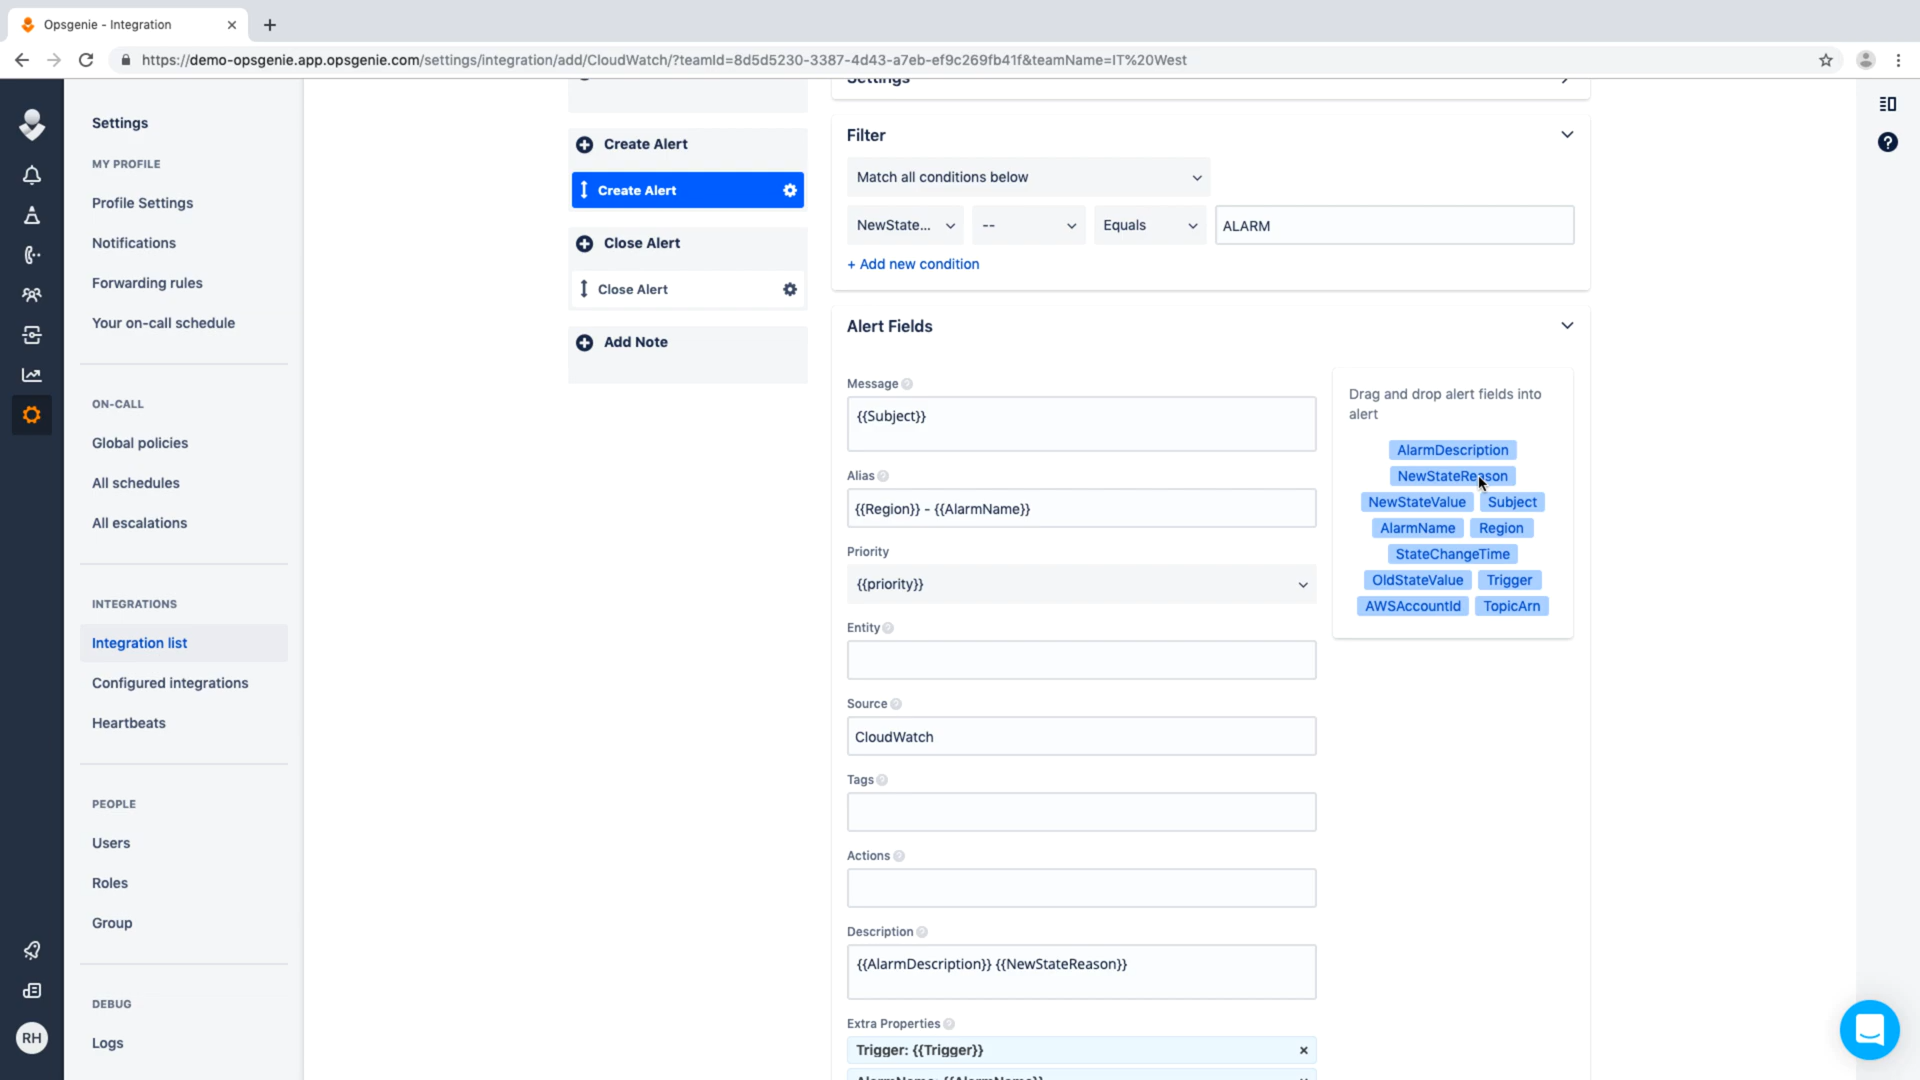 Opsgenie - Integration
https://demo-opsgenie.app.opsgenie.com/settings/integration/add/CloudWatch/?teamId=8d5d5230-3387-4d43-a7eb-ef9c269fb41f&teamName=IT%20West
Settings
MY PROFILE
Profile Settings
Notifications
Forwarding rules
Your on-call schedule
ON-CALL
Global policies
All schedules
All escalations
INTEGRATIONS
Integration list
Configured integrations
Heartbeats
PEOPLE
Users
Roles
Group
DEBUG
Logs
RH
Create Alert
Create Alert
Close Alert
Close Alert
Add Note
Settings
Filter
Match all conditions below
NewState... -- Equals ALARM
+ Add new condition
Alert Fields
Message
{{Subject}}
Alias
{{Region}} - {{AlarmName}}
Priority
{{priority}}
Entity
Source
CloudWatch
Tags
Actions
Description
{{AlarmDescription}} {{NewStateReason}}
Extra Properties
Trigger: {{Trigger}}
AlarmName: {{AlarmName}}
Drag and drop alert fields into
alert
AlarmDescription
NewStateReason
NewStateValue Subject
AlarmName Region
StateChangeTime
OldStateValue Trigger
AWSAccountId TopicArn